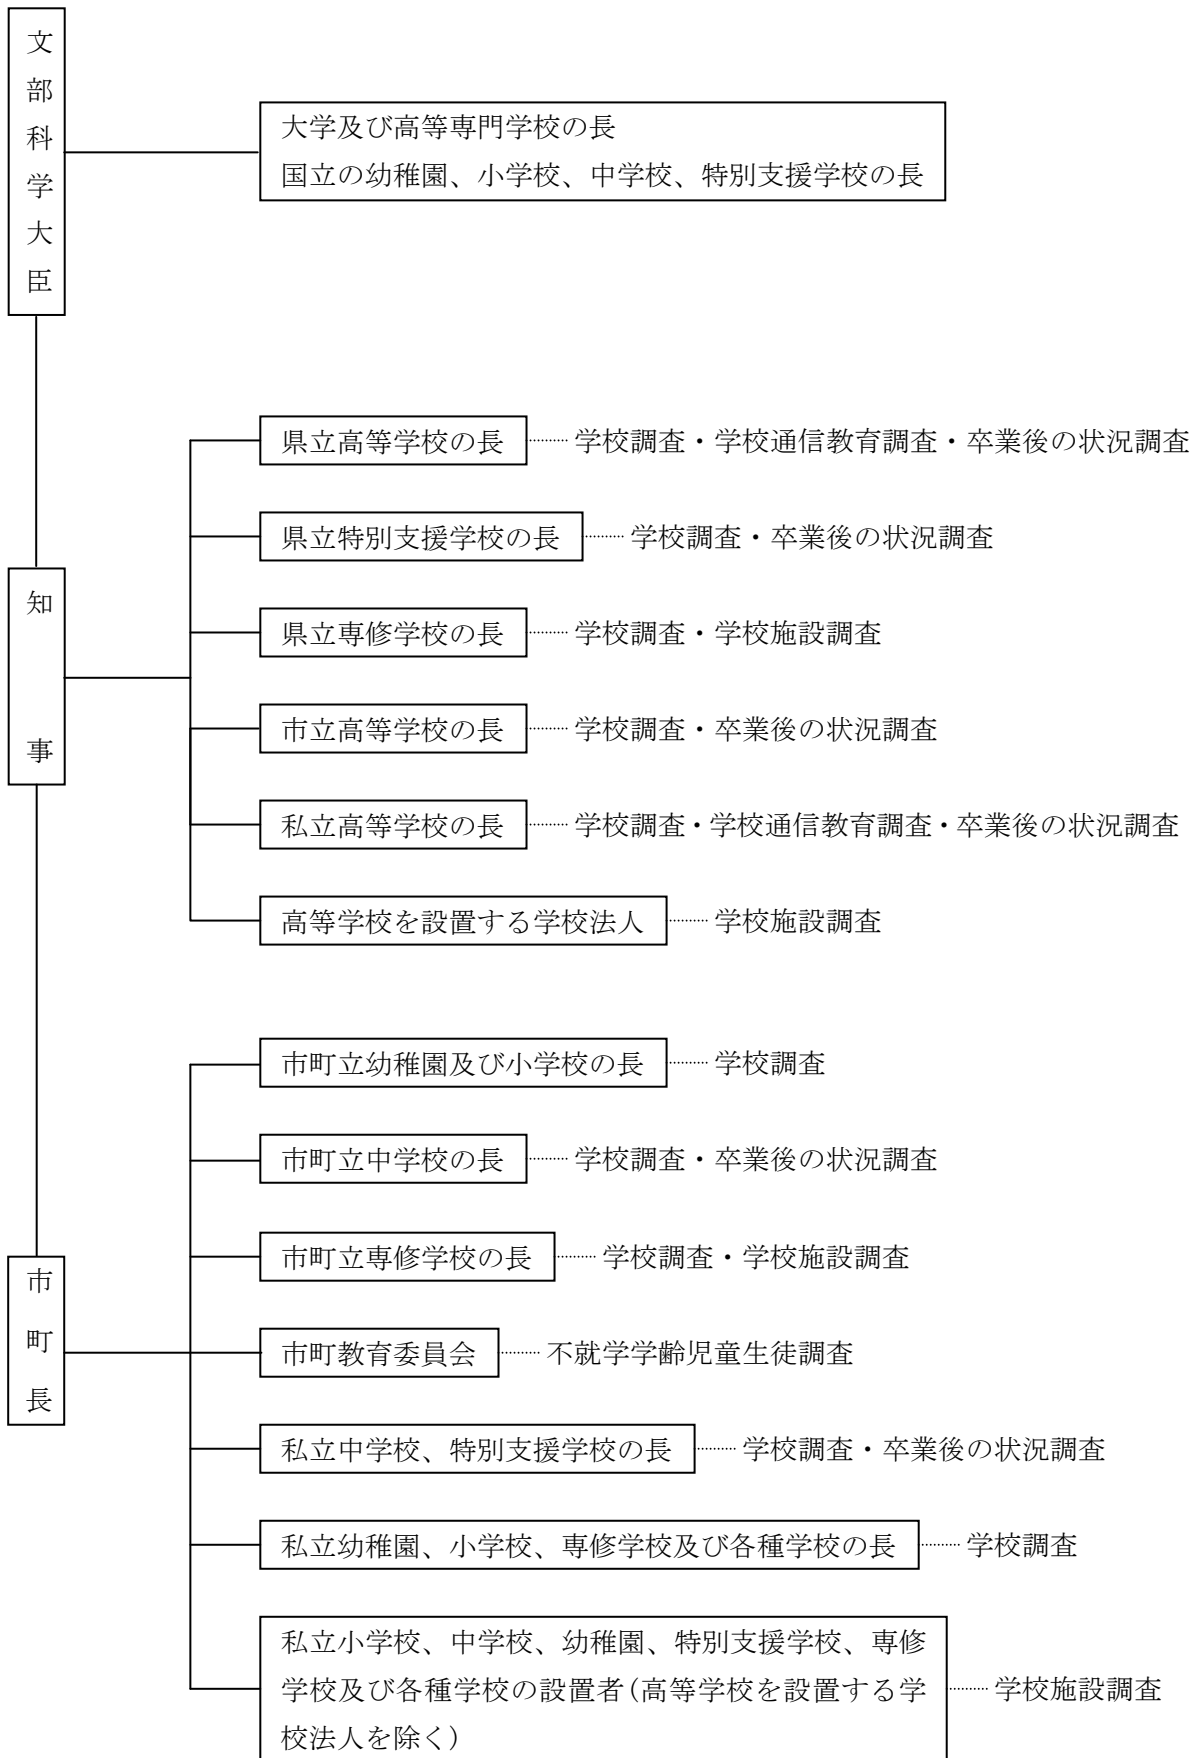 文部科学大臣
大学及び高等専門学校の長
国立の幼稚園、小学校、中学校、特別支援学校の長
県立高等学校の長 学校調査・学校通信教育調査・卒業後の状況調査
県立特別支援学校の長 学校調査・卒業後の状況調査
知事
県立専修学校の長 学校調査・学校施設調査
市立高等学校の長 学校調査・卒業後の状況調査
私立高等学校の長 学校調査・学校通信教育調査・卒業後の状況調査
高等学校を設置する学校法人 学校施設調査
市町立幼稚園及び小学校の長 学校調査
市町立中学校の長 学校調査・卒業後の状況調査
市町立専修学校の長 学校調査・学校施設調査
市町長
市町教育委員会 不就学学齢児童生徒調査
私立中学校、特別支援学校の長 学校調査・卒業後の状況調査
私立幼稚園、小学校、専修学校及び各種学校の長 学校調査
私立小学校、中学校、幼稚園、特別支援学校、専修
学校及び各種学校の設置者(高等学校を設置する学 学校施設調査
校法人を除く)